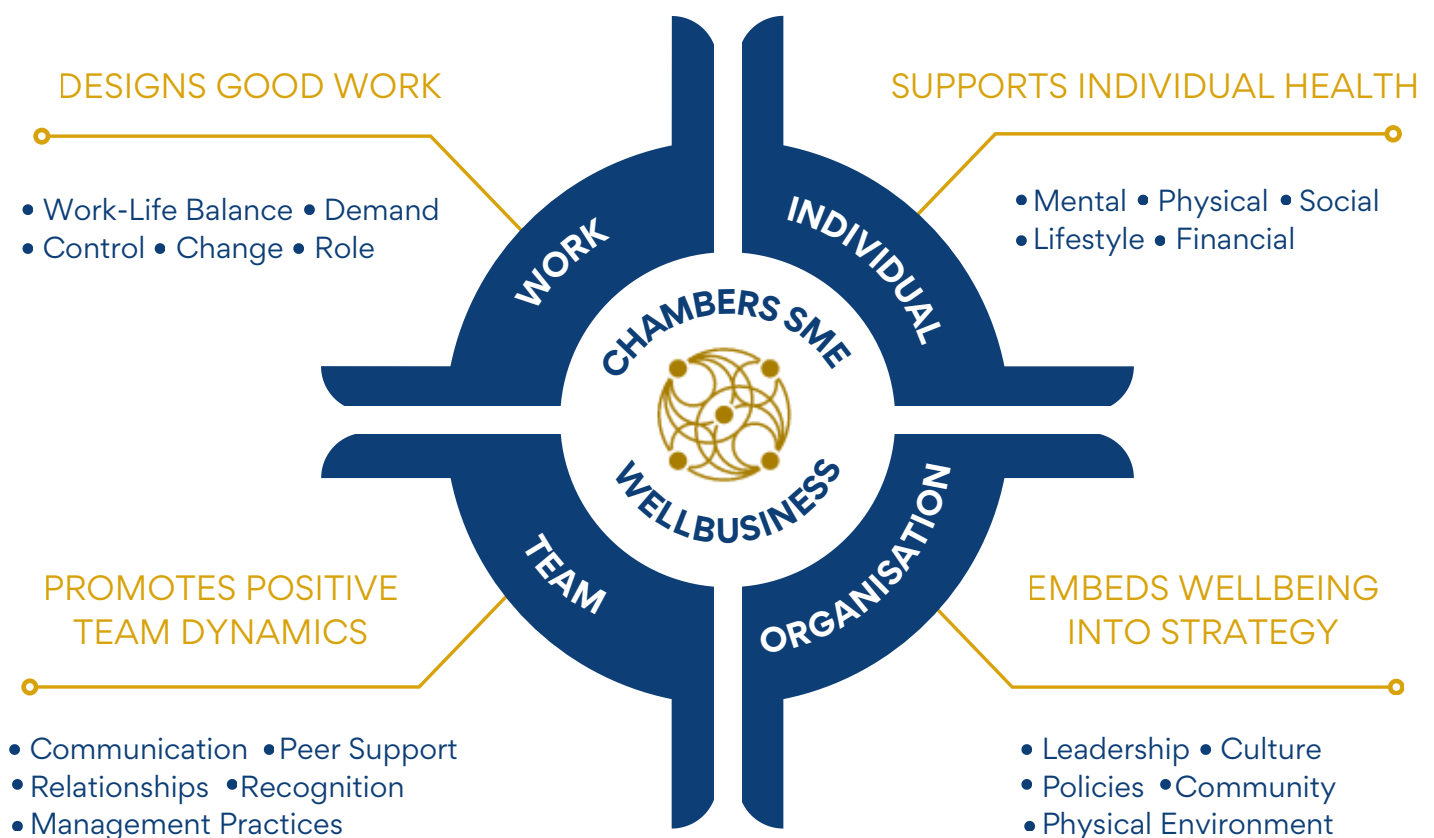 DESIGNS GOOD WORK
• Work-Life Balance • Demand
• Control • Change • Role
SUPPORTS INDIVIDUAL HEALTH
• Mental • Physical • Social
• Lifestyle • Financial
WORK
INDIVIDUAL
CHAMBERS SME
WELLBUSINESS
TEAM
ORGANISATION
PROMOTES POSITIVE
TEAM DYNAMICS
• Communication • Peer Support
• Relationships • Recognition
• Management Practices
EMBEDS WELLBEING
INTO STRATEGY
• Leadership • Culture
• Policies • Community
• Physical Environment